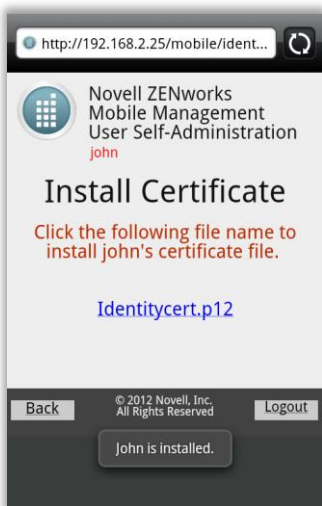 http://192.168.2.25/mobile/ident...
Novell ZENworks
Mobile Management
User Self-Administration
john
Install Certificate
Click the following file name to
install john's certificate file.
Identitycert.p12
Back
© 2012 Novell, Inc.
All Rights Reserved
Logout
John is installed.